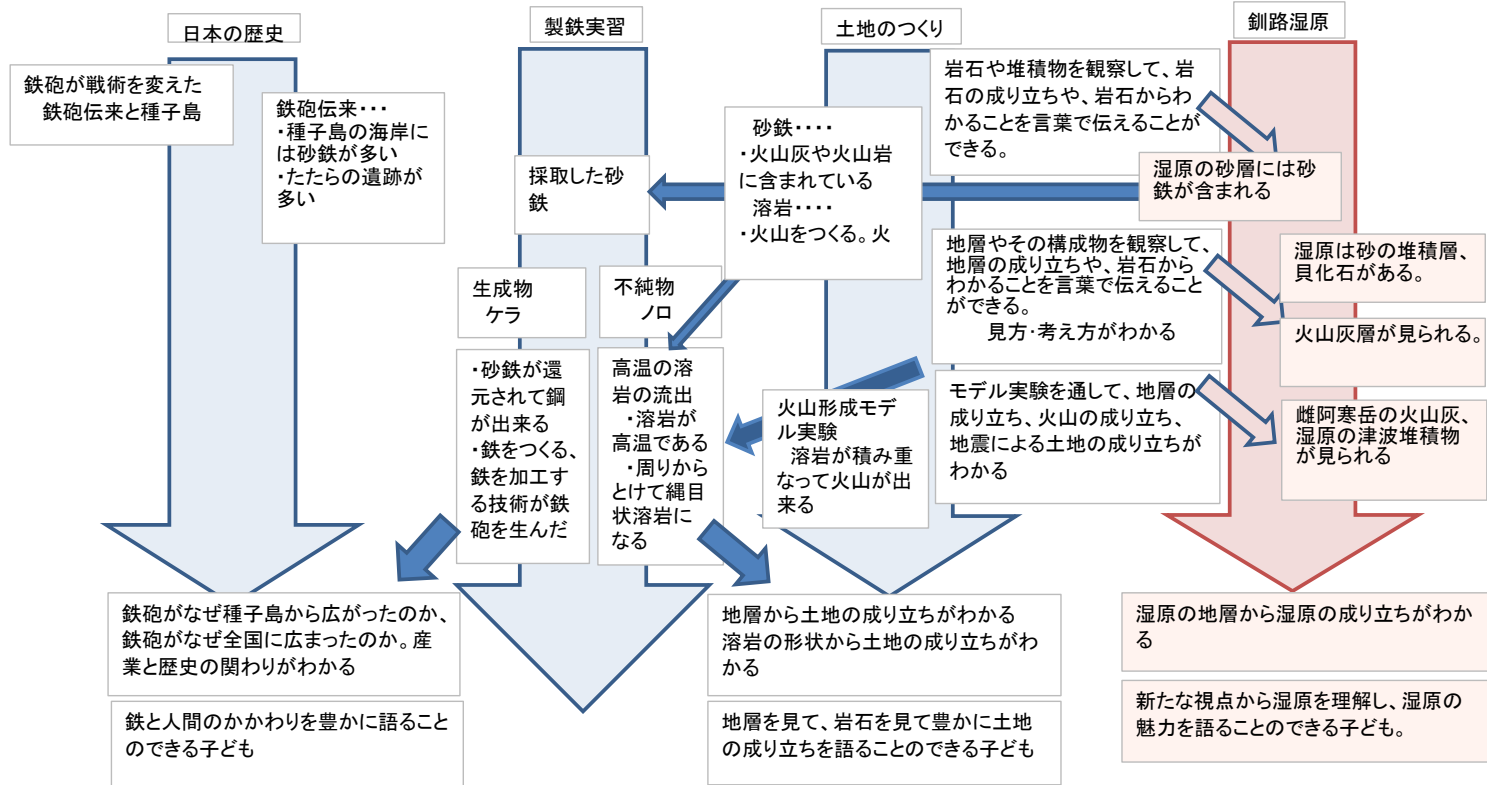 日本の歴史
製鉄実習
土地のつくり
釧路湿原
鉄砲が戦術を変えた
鉄砲伝来と種子島
鉄砲伝来・・・
・種子島の海岸に
は砂鉄が多い
・たたらの遺跡が
多い
採取した砂
鉄
砂鉄・・・・
・火山灰や火山岩
に含まれている
溶岩・・・・
・火山をつくる。火
岩石や堆積物を観察して、岩
石の成り立ちや、岩石からわ
かることを言葉で伝えることが
できる。
湿原の砂層には砂
鉄が含まれる
地層やその構成物を観察して、
地層の成り立ちや、岩石から
わかることを言葉で伝えること
ができる。
見方・考え方がわかる
湿原は砂の堆積層、
貝化石がある。
火山灰層が見られる。
生成物
ケラ
不純物
ノロ
・砂鉄が還
元されて鋼
が出来る
・鉄をつくる、
鉄を加工す
る技術が鉄
砲を生んだ
高温の溶
岩の流出
・溶岩が
高温である
・周りから
とけて縄目
状溶岩に
なる
火山形成モデ
ル実験
溶岩が積み重
なって火山が出
来る
モデル実験を通して、地層の
成り立ち、火山の成り立ち、
地震による土地の成り立ちが
わかる
雌阿寒岳の火山灰、
湿原の津波堆積物
が見られる
鉄砲がなぜ種子島から広がったのか、
鉄砲がなぜ全国に広まったのか。産
業と歴史の関わりがわかる
鉄と人間のかかわりを豊かに語ること
のできる子ども
地層から土地の成り立ちがわかる
溶岩の形状から土地の成り立ちがわ
かる
地層を見て、岩石を見て豊かに土地
の成り立ちを語ることのできる子ども
湿原の地層から湿原の成り立ちがわか
る
新たな視点から湿原を理解し、湿原の
魅力を語ることのできる子ども。